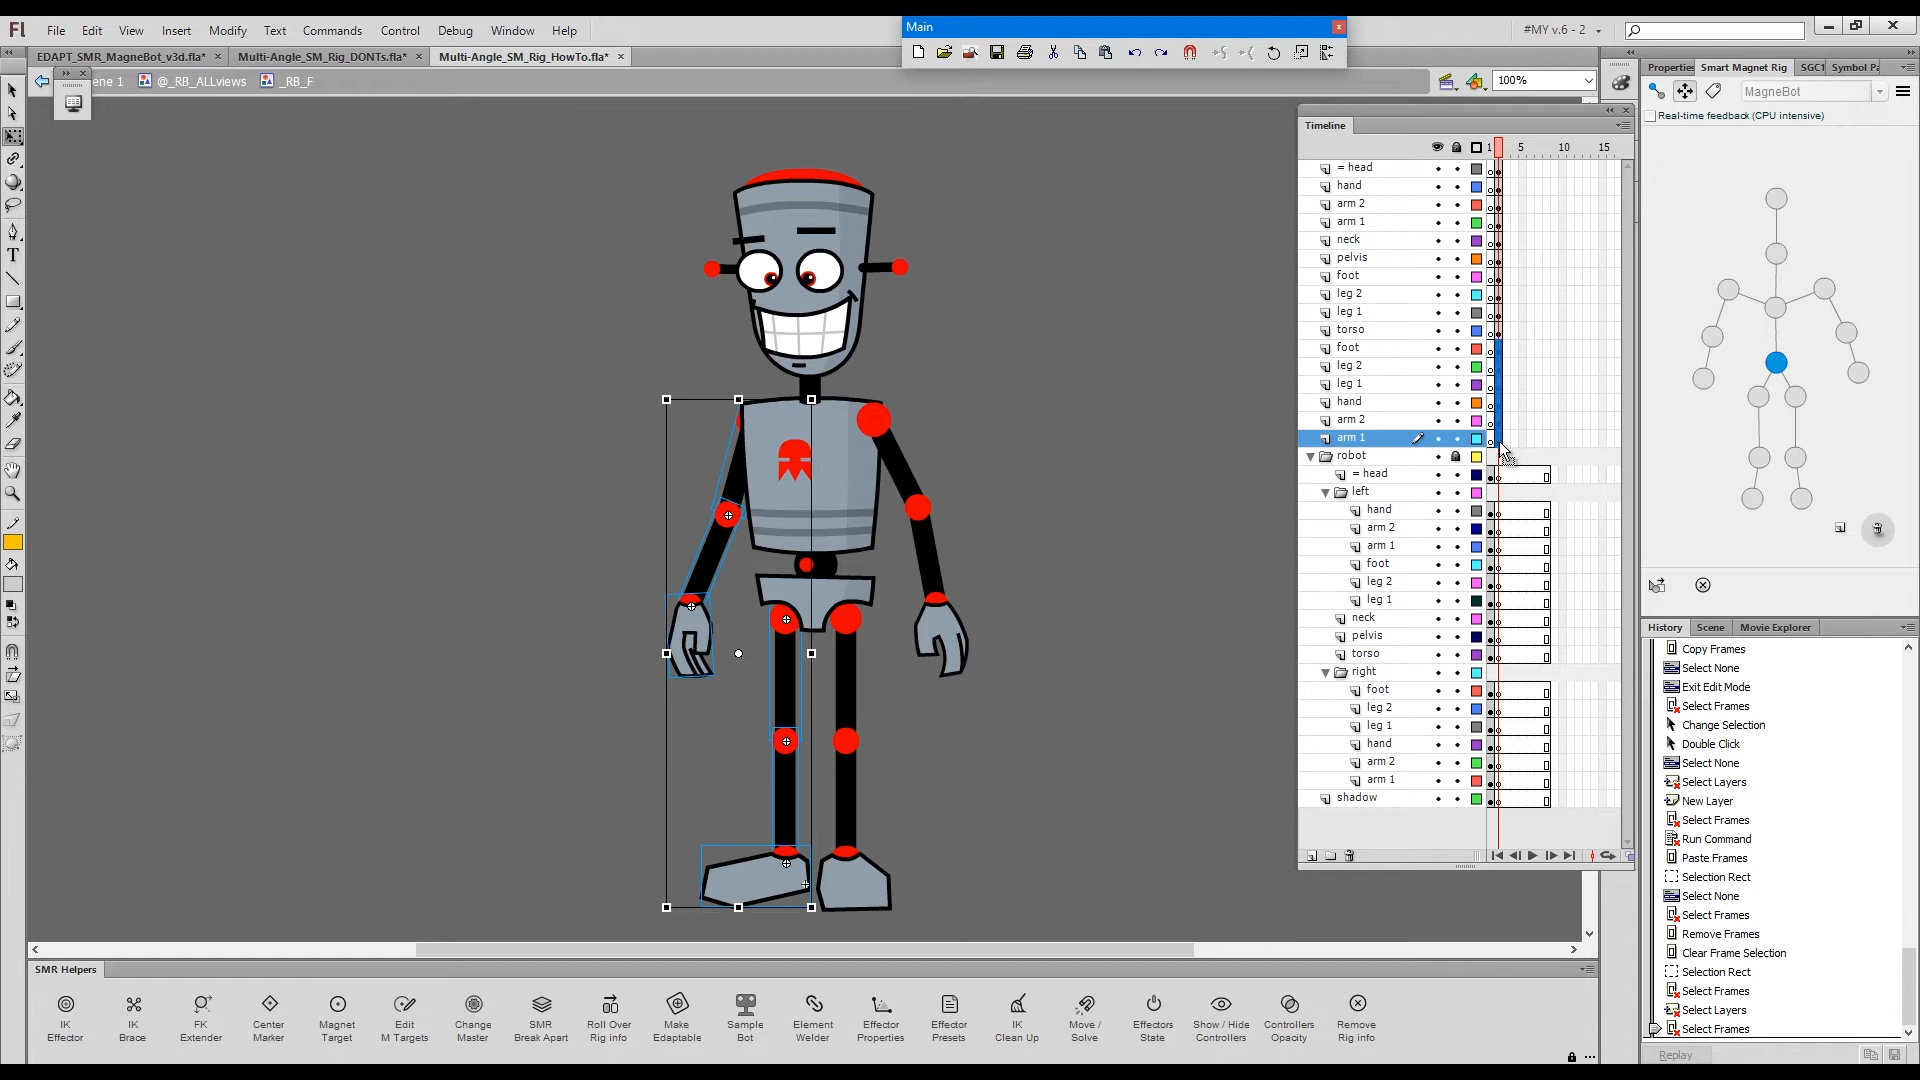 Main
Fl File Edit View Insert Modify Text Commands Control Debug Window Help
#MY v.6 - 2
EDAPT_SMR_MagneBot_v3d.fla* × Multi-Angle_SM_Rig_DONTs.fla* × Multi-Angle_SM_Rig_HowTo.fla* ×
ene 1 @_RB_ALLviews _RB_F
100%
Timeline
1 5 10 15
= head
hand
arm 2
arm 1
neck
pelvis
foot
leg 2
leg 1
torso
foot
leg 2
leg 1
hand
arm 2
arm 1
robot
= head
left
hand
arm 2
arm 1
foot
leg 2
leg 1
neck
pelvis
torso
right
foot
leg 2
leg 1
hand
arm 2
arm 1
shadow
Properties Smart Magnet Rig SGC1 Symbol Pa
MagneBot
Real-time feedback (CPU intensive)
History Scene Movie Explorer
Copy Frames
Select None
Exit Edit Mode
Select Frames
Change Selection
Double Click
Select None
Select Layers
New Layer
Select Frames
Run Command
Paste Frames
Selection Rect
Select None
Select Frames
Remove Frames
Clear Frame Selection
Selection Rect
Select Frames
Select Layers
Select Frames
Replay
SMR Helpers
IK Effector
IK Brace
FK Extender
Center Marker
Magnet Target
Edit M Targets
Change Master
SMR Break Apart
Roll Over Rig info
Make Adaptable
Sample Bot
Element Welder
Effector Properties
Effector Presets
IK Clean Up
Move / Solve
Effectors State
Show / Hide Controllers
Controllers Opacity
Remove Rig info